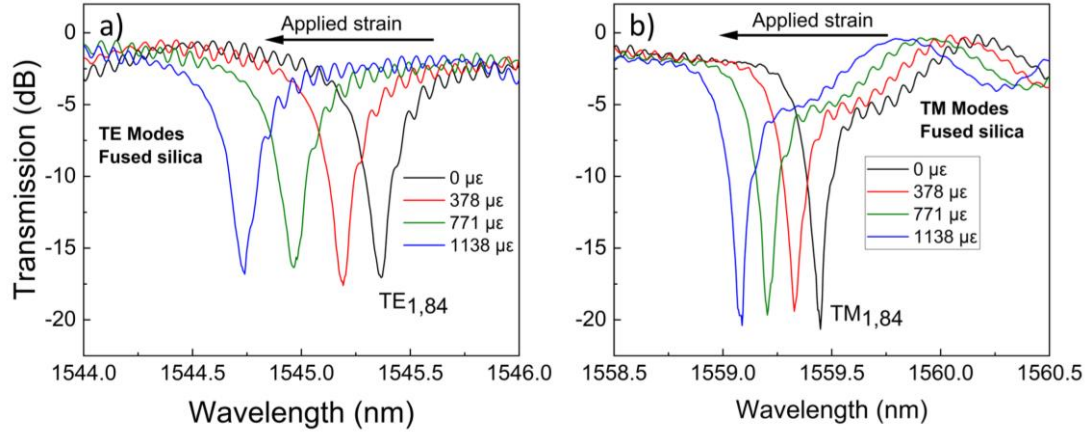 a)
Applied strain
TE Modes
Fused silica
0 με
378 με
771 με
1138 με
TE1,84
0
-5
-10
-15
-20
1544.0 1544.5 1545.0 1545.5 1546.0
Wavelength (nm)
Transmission (dB)
b)
Applied strain
TM Modes
Fused silica
0 με
378 με
771 με
1138 με
TM1,84
0
-5
-10
-15
-20
1558.5 1559.0 1559.5 1560.0 1560.5
Wavelength (nm)